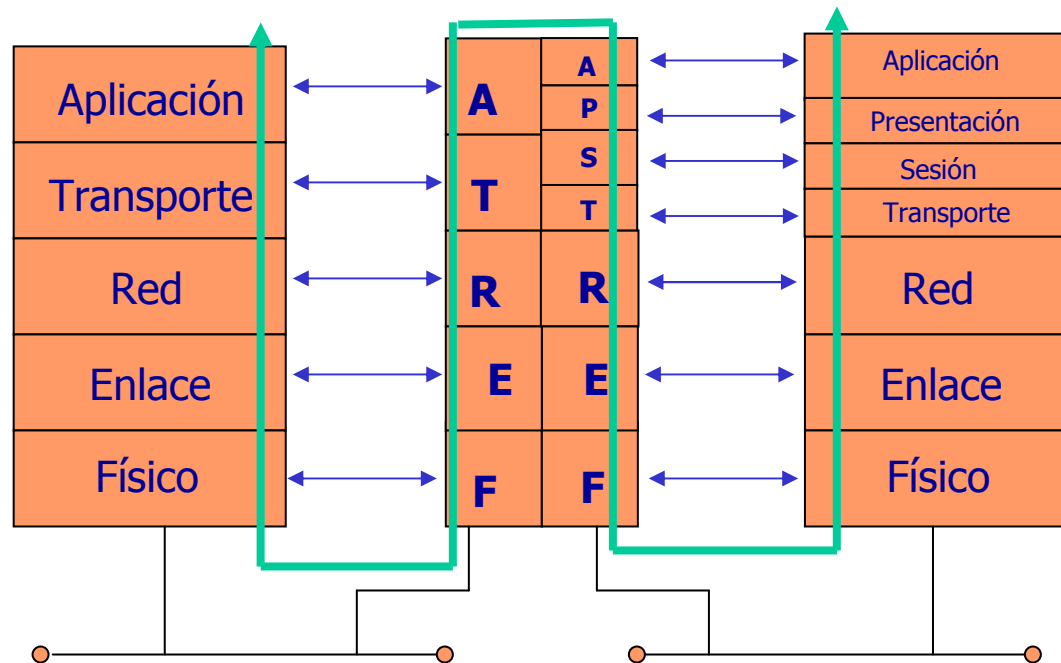 Aplicación
Transporte
Red
Enlace
Físico
A
T
R
E
F
A
P
S
T
R
E
F
Aplicación
Presentación
Sesión
Transporte
Red
Enlace
Físico